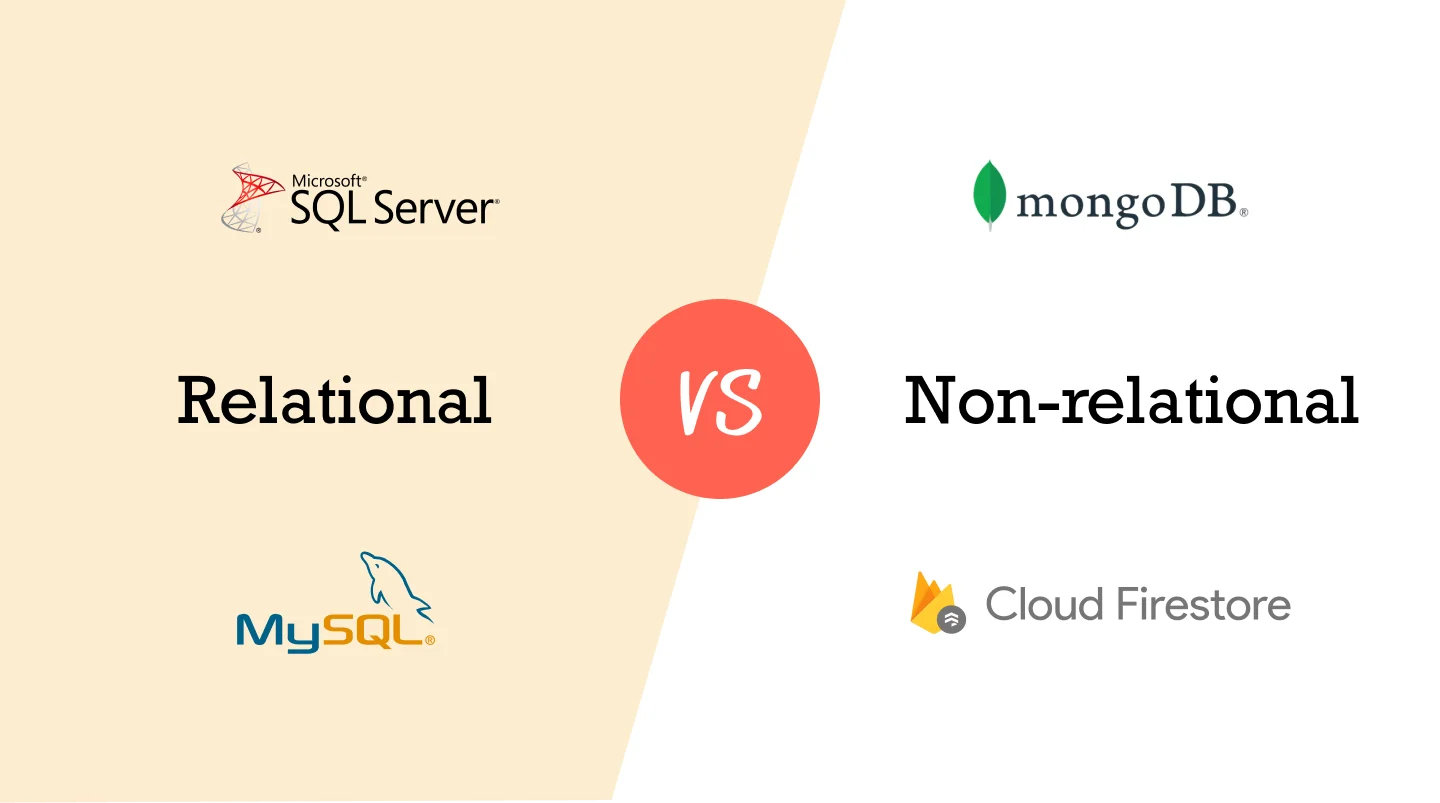 Microsoft®
SQL Server®
mongoDB®
Relational
VS
Non-relational
MySQL®
Cloud Firestore